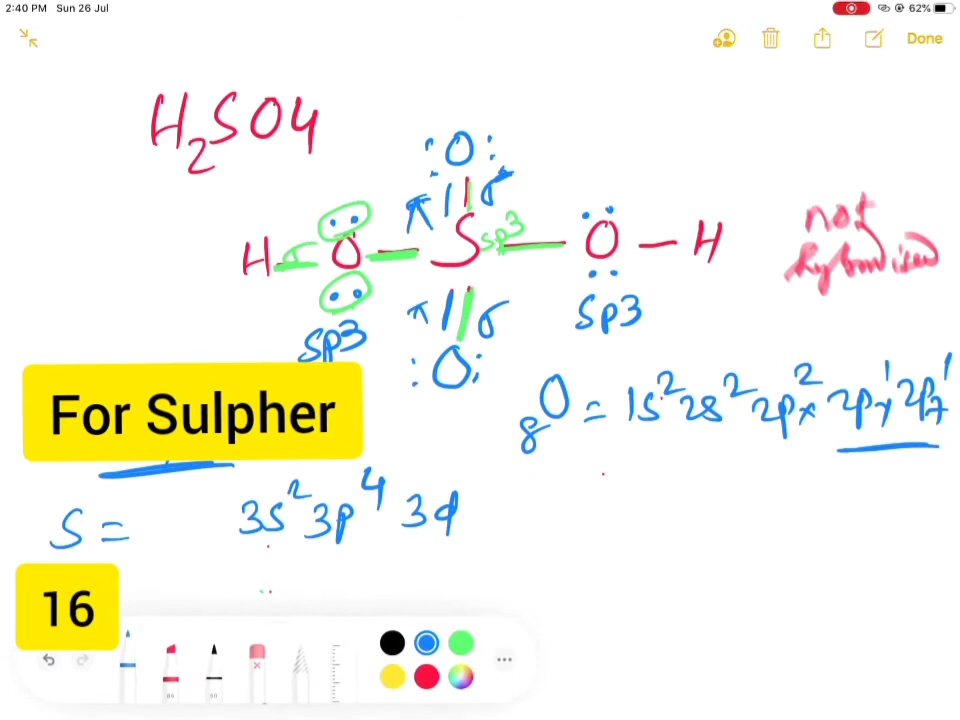 2:40 PM Sun 26 Jul 62%
Done
H2SO4
:O:
π σ
H σ O S sp3 O H
not
hybridised
π σ
sp3
sp3
:O:
For Sulpher
8O = 1s² 2s² 2px² 2py¹ 2pz¹
S = 3s² 3p⁴ 3d
16